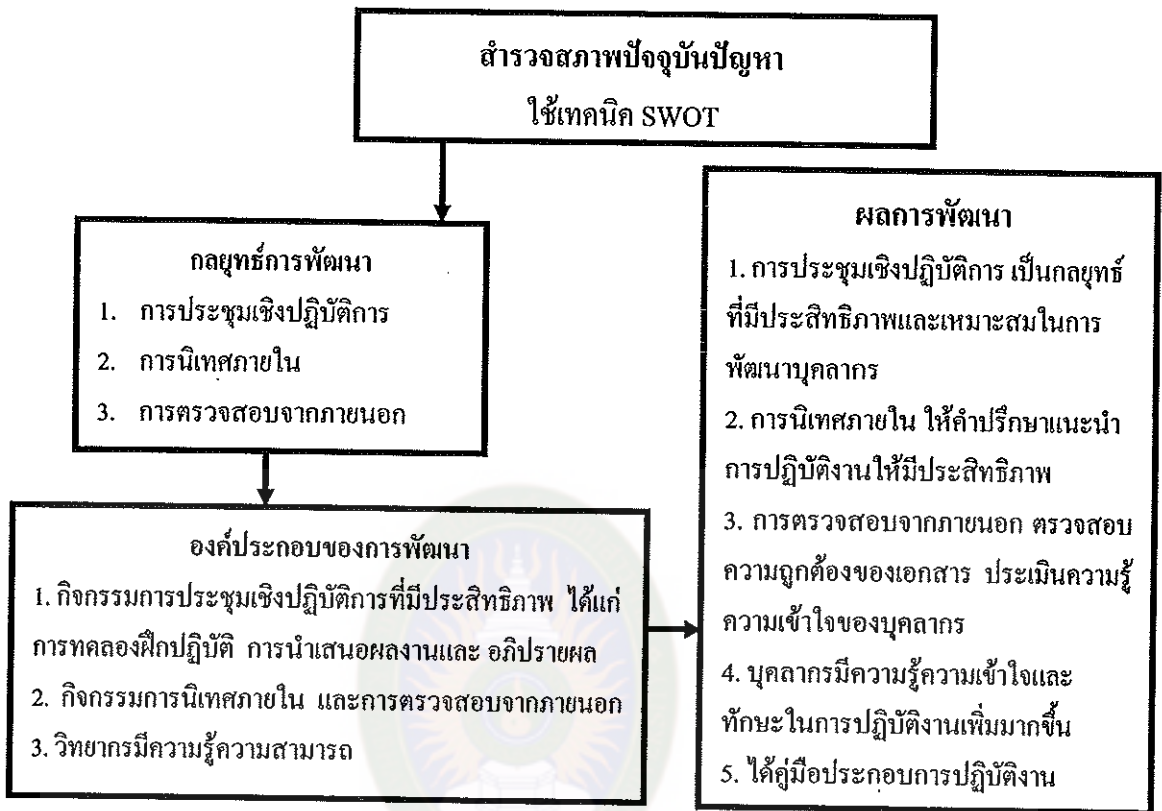 สำรวจสภาพปัจจุบันปัญหา
ใช้เทคนิค SWOT
กลยุทธ์การพัฒนา
1. การประชุมเชิงปฏิบัติการ
2. การนิเทศภายใน
3. การตรวจสอบจากภายนอก
องค์ประกอบของการพัฒนา
1. กิจกรรมการประชุมเชิงปฏิบัติการที่มีประสิทธิภาพ ได้แก่
การทดลองฝึกปฏิบัติ การนำเสนอผลงานและ อภิปรายผล
2. กิจกรรมการนิเทศภายใน และการตรวจสอบจากภายนอก
3. วิทยากรมีความรู้ความสามารถ
ผลการพัฒนา
1. การประชุมเชิงปฏิบัติการ เป็นกลยุทธ์
ที่มีประสิทธิภาพและเหมาะสมในการ
พัฒนาบุคลากร
2. การนิเทศภายใน ให้คำปรึกษาแนะนำ
การปฏิบัติงานให้มีประสิทธิภาพ
3. การตรวจสอบจากภายนอก ตรวจสอบ
ความถูกต้องของเอกสาร ประเมินความรู้
ความเข้าใจของบุคลากร
4. บุคลากรมีความรู้ความเข้าใจและ
ทักษะในการปฏิบัติงานเพิ่มมากขึ้น
5. ได้คู่มือประกอบการปฏิบัติงาน